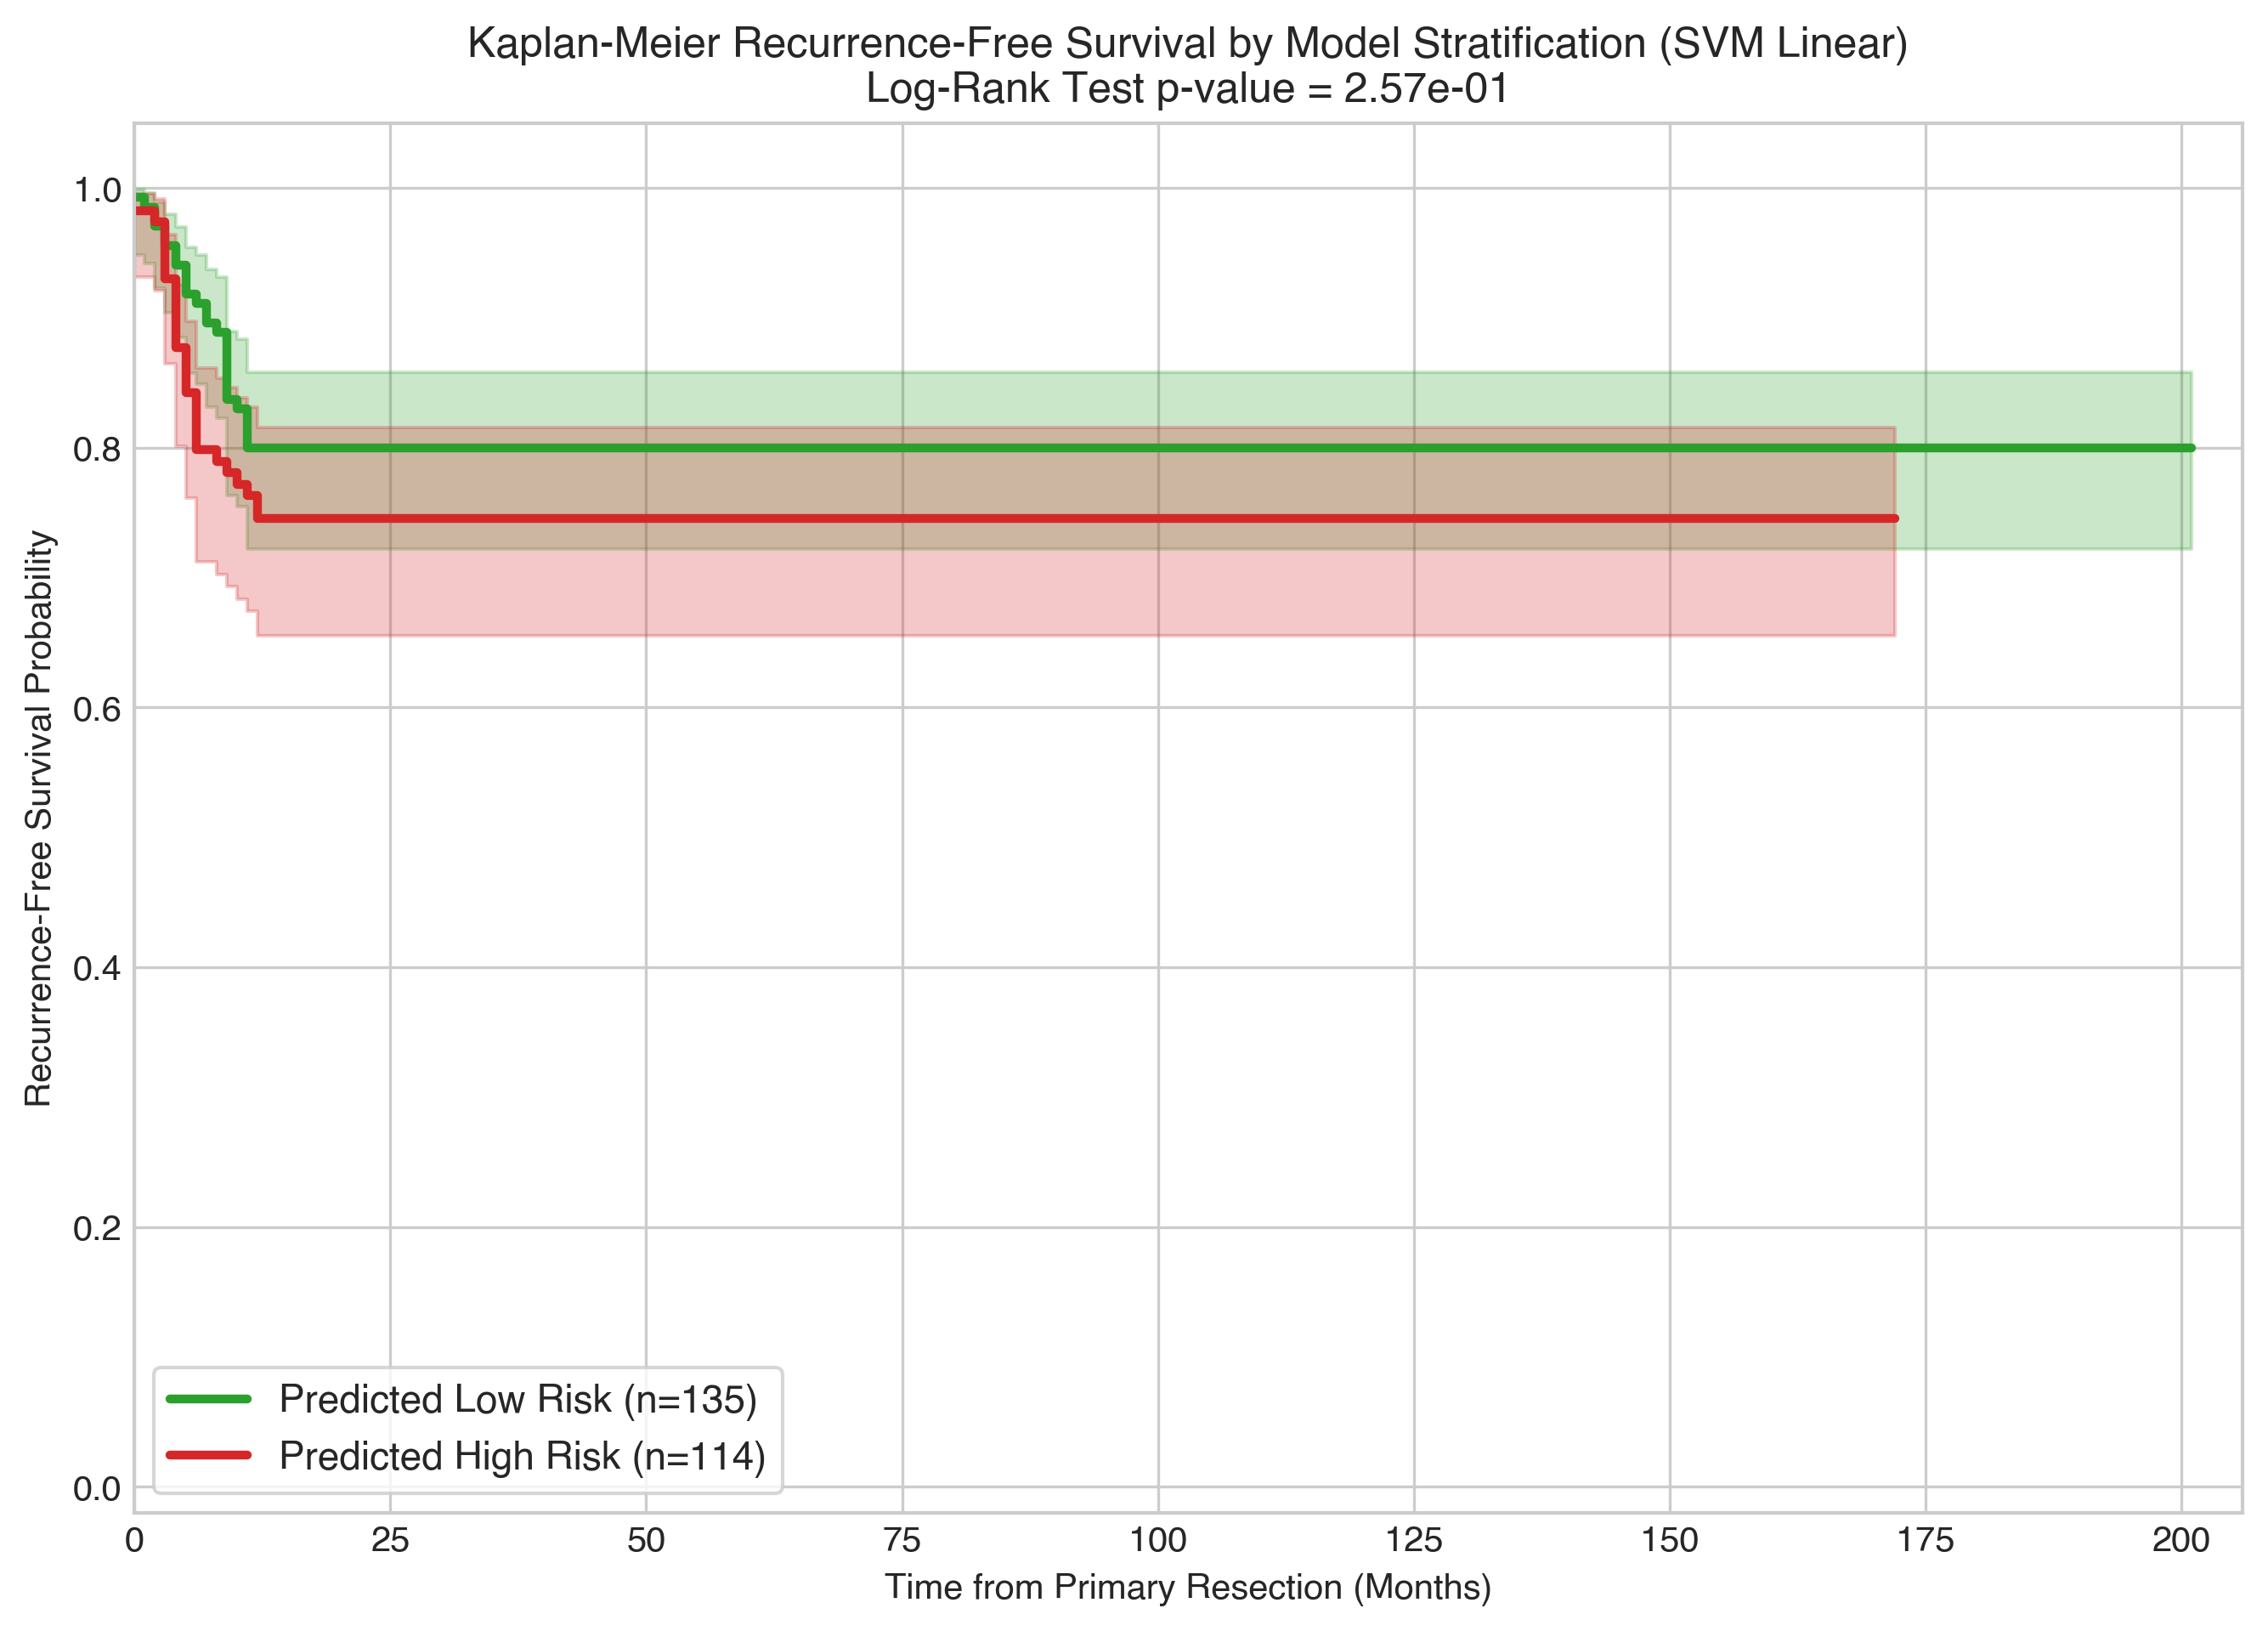 Kaplan-Meier Recurrence-Free Survival by Model Stratification (SVM Linear)
Log-Rank Test p-value = 2.57e-01
Recurrence-Free Survival Probability
1.0
0.8
0.6
0.4
0.2
0.0
Predicted Low Risk (n=135)
Predicted High Risk (n=114)
0 25 50 75 100 125 150 175 200
Time from Primary Resection (Months)